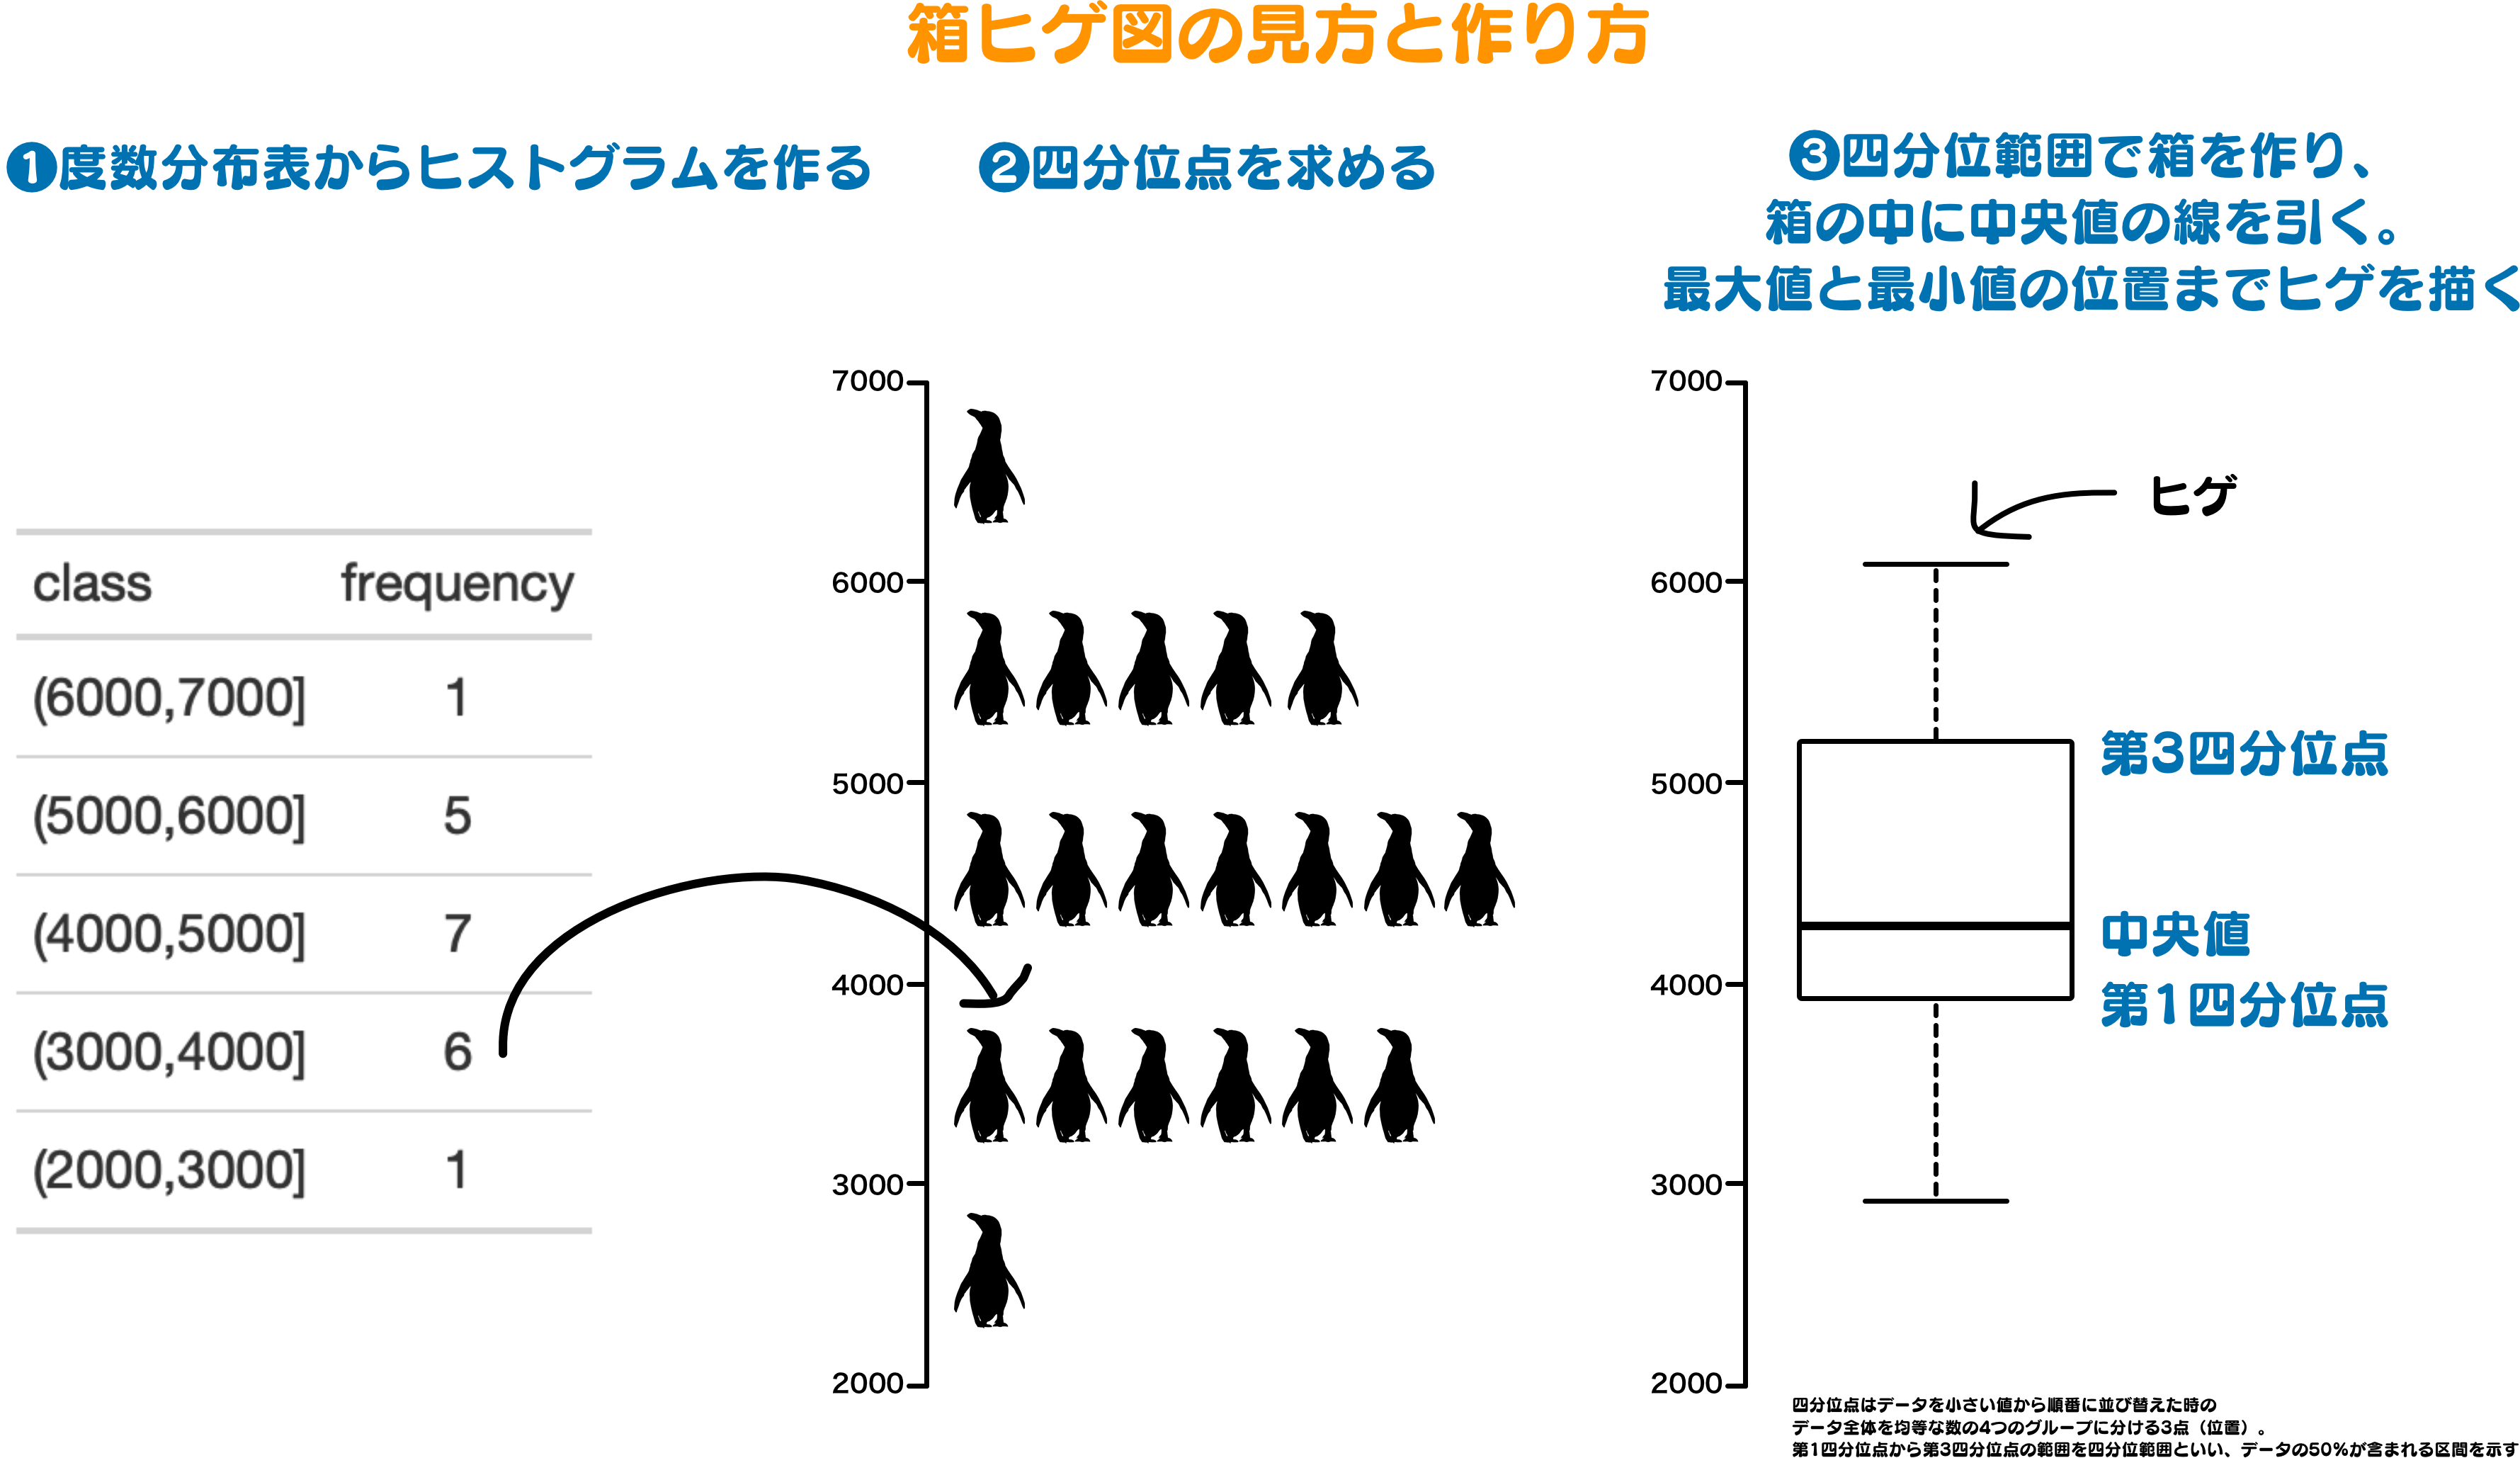 箱ヒゲ図の見方と作り方
❶度数分布表からヒストグラムを作る
❷四分位点を求める
❸四分位範囲で箱を作り、
箱の中に中央値の線を引く。
最大値と最小値の位置までヒゲを描く
class frequency
(6000,7000] 1
(5000,6000] 5
(4000,5000] 7
(3000,4000] 6
(2000,3000] 1
7000
6000
5000
4000
3000
2000
7000
6000
5000
4000
3000
2000
ヒゲ
第3四分位点
中央値
第1四分位点
四分位点はデータを小さい値から順番に並び替えた時の
データ全体を均等な数の4つのグループに分ける3点（位置）。
第1四分位点から第3四分位点の範囲を四分位範囲といい、データの50%が含まれる区間を示す